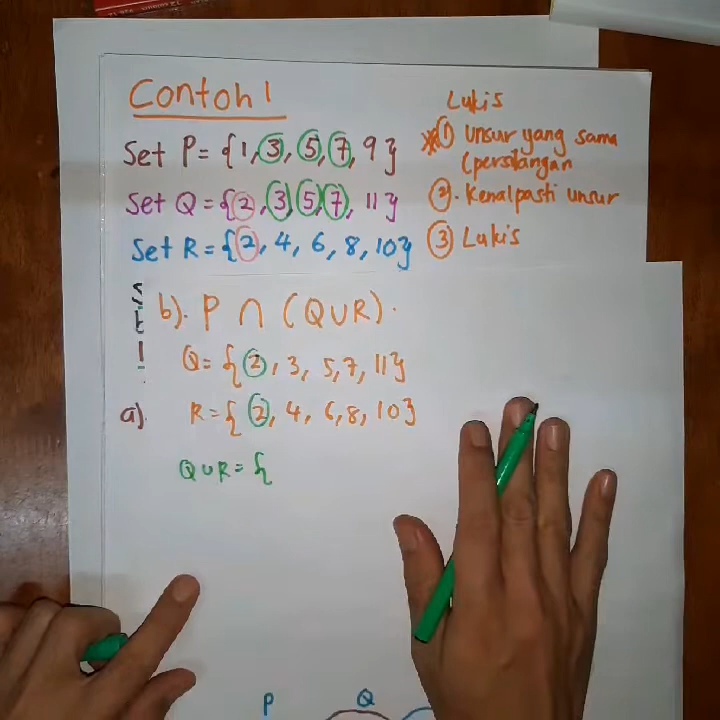 Contoh 1
Set P = {1, 3, 5, 7, 9}
Set Q = {2, 3, 5, 7, 11}
Set R = {2, 4, 6, 8, 10}
Lukis
① Unsur yang sama
(persilangan
②. Kenalpasti unsur
③ Lukis
b). P ∩ (Q∪R).
Q = {2, 3, 5, 7, 11}
a). R = {2, 4, 6, 8, 10}
Q∪R = {
P Q